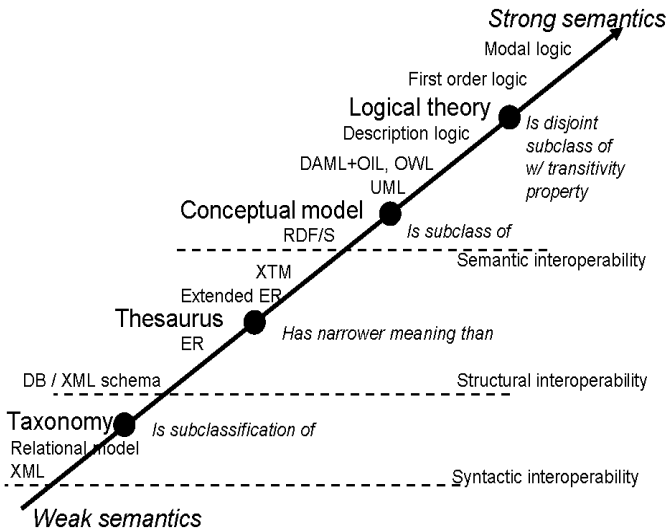 Strong semantics
Modal logic
First order logic
Logical theory
Is disjoint
subclass of
w/ transitivity
property
Description logic
DAML+OIL, OWL
UML
Conceptual model
Is subclass of
RDF/S
Semantic interoperability
XTM
Extended ER
Thesaurus
Has narrower meaning than
ER
DB / XML schema
Structural interoperability
Taxonomy
Is subclassification of
Relational model
XML
Syntactic interoperability
Weak semantics